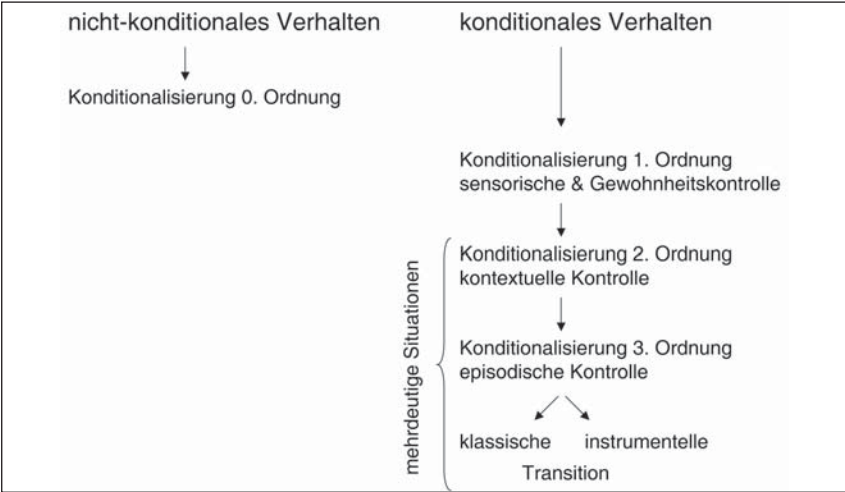 nicht-konditionales Verhalten
Konditionalisierung 0. Ordnung
konditionales Verhalten
Konditionalisierung 1. Ordnung
sensorische & Gewohnheitskontrolle
mehrdeutige Situationen
Konditionalisierung 2. Ordnung
kontextuelle Kontrolle
Konditionalisierung 3. Ordnung
episodische Kontrolle
klassische instrumentelle
Transition